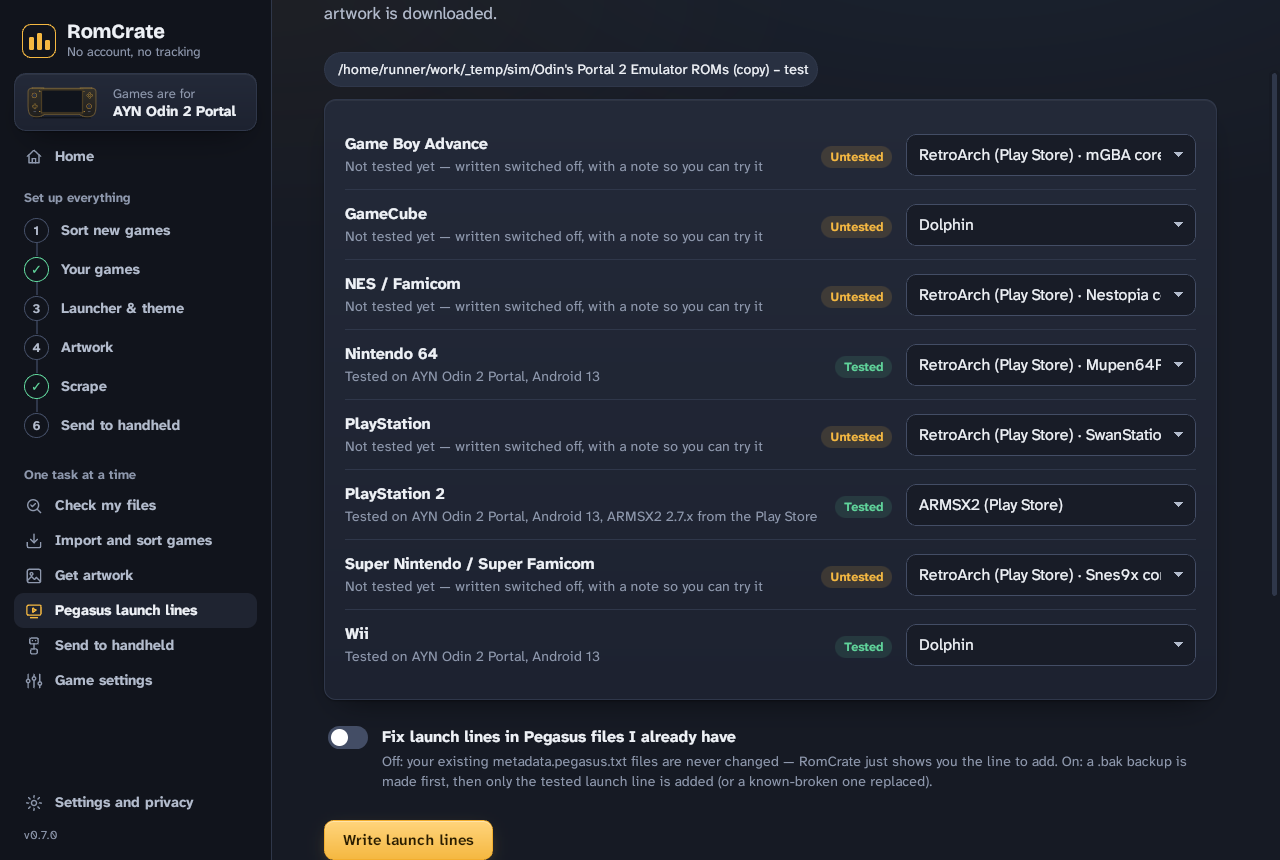 RomCrate
No account, no tracking
Games are for
AYN Odin 2 Portal
Home
Set up everything
1 Sort new games
✓ Your games
3 Launcher & theme
4 Artwork
✓ Scrape
6 Send to handheld
One task at a time
Check my files
Import and sort games
Get artwork
Pegasus launch lines
Send to handheld
Game settings
Settings and privacy
v0.7.0
artwork is downloaded.
/home/runner/work/_temp/sim/Odin's Portal 2 Emulator ROMs (copy) – test
Game Boy Advance
Not tested yet — written switched off, with a note so you can try it
Untested
RetroArch (Play Store) · mGBA core
GameCube
Not tested yet — written switched off, with a note so you can try it
Untested
Dolphin
NES / Famicom
Not tested yet — written switched off, with a note so you can try it
Untested
RetroArch (Play Store) · Nestopia c
Nintendo 64
Tested on AYN Odin 2 Portal, Android 13
Tested
RetroArch (Play Store) · Mupen64P
PlayStation
Not tested yet — written switched off, with a note so you can try it
Untested
RetroArch (Play Store) · SwanStatio
PlayStation 2
Tested on AYN Odin 2 Portal, Android 13, ARMSX2 2.7.x from the Play Store
Tested
ARMSX2 (Play Store)
Super Nintendo / Super Famicom
Not tested yet — written switched off, with a note so you can try it
Untested
RetroArch (Play Store) · Snes9x cor
Wii
Tested on AYN Odin 2 Portal, Android 13
Tested
Dolphin
Fix launch lines in Pegasus files I already have
Off: your existing metadata.pegasus.txt files are never changed — RomCrate just shows you the line to add. On: a .bak backup is
made first, then only the tested launch line is added (or a known-broken one replaced).
Write launch lines